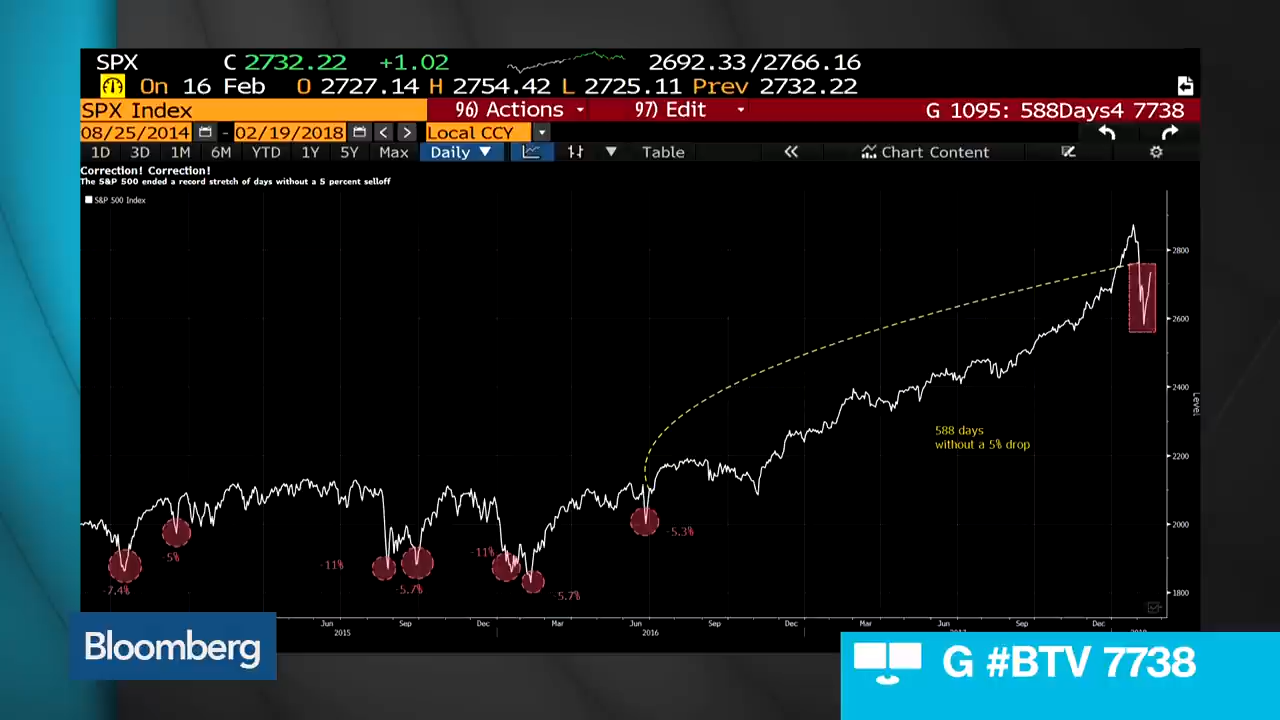 SPX C 2732.22 +1.02 2692.33/2766.16
On 16 Feb O 2727.14 H 2754.42 L 2725.11 Prev 2732.22
SPX Index 96) Actions 97) Edit G 1095: 588Days4 7738
08/25/2014 - 02/19/2018 < > Local CCY
1D 3D 1M 6M YTD 1Y 5Y Max Daily Table Chart Content
Correction! Correction!
The S&P 500 ended a record stretch of days without a 5 percent selloff
S&P 500 Index
2800
2600
2400
Level
588 days
without a 5% drop
2200
2000
-5.3%
-5%
-11%
-11%
-7.4%
-5.7%
-5.7%
1800
Jun Sep Dec Mar Jun Sep Dec Mar Jun Sep Dec
2015 2016
Bloomberg
G #BTV 7738